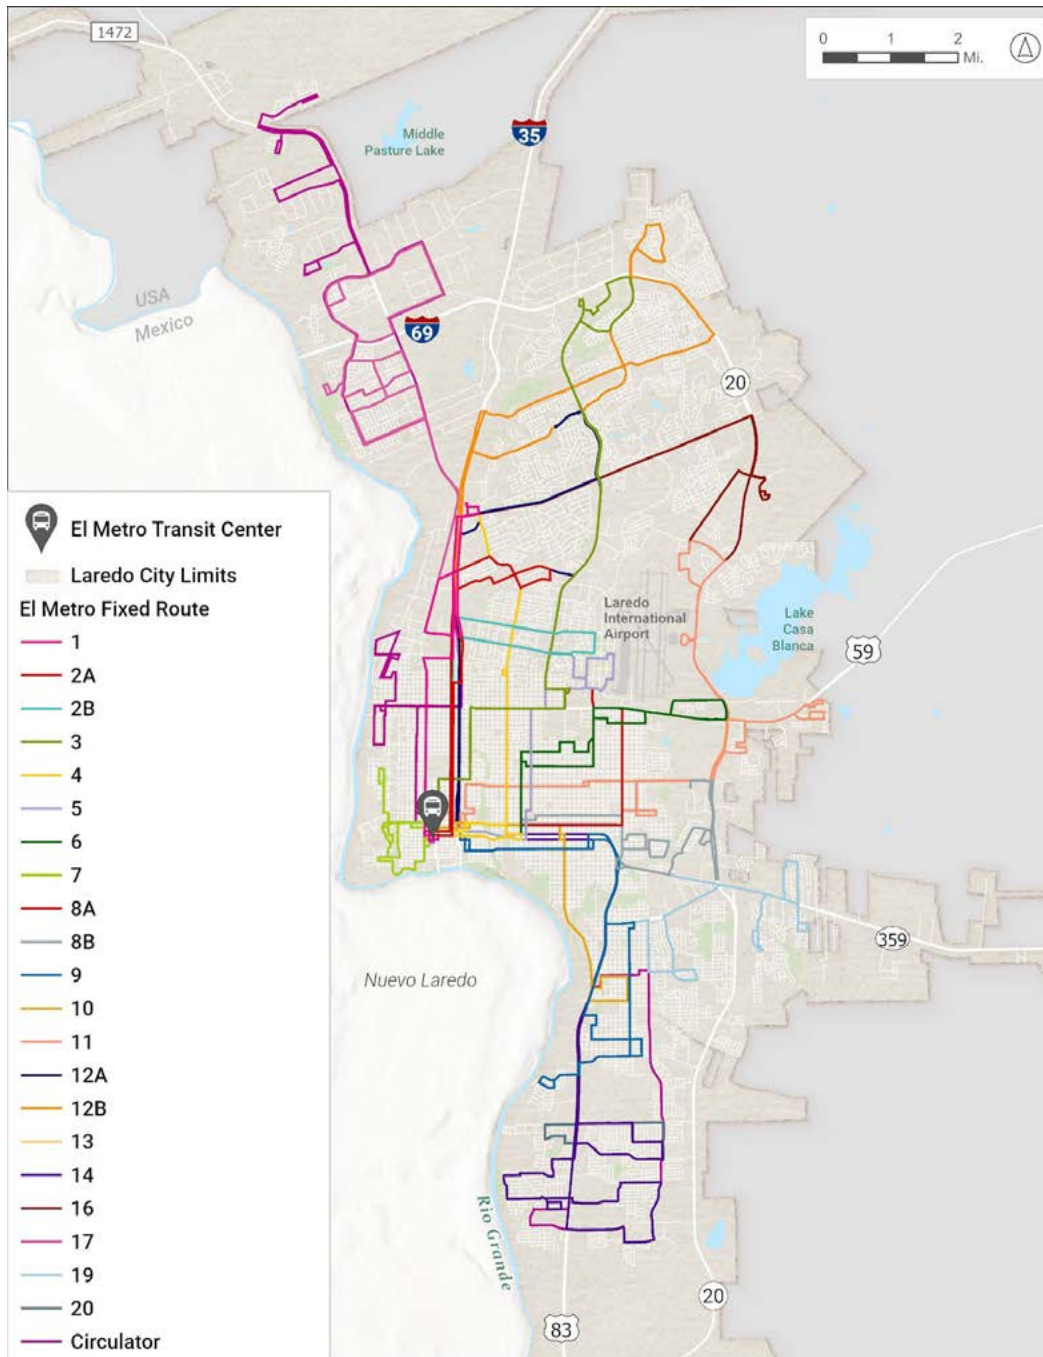 1472
0 1 2
Mi.
35
Middle
Pasture Lake
USA
Mexico
69
20
El Metro Transit Center
Laredo City Limits
El Metro Fixed Route
1
2A
2B
3
4
5
6
7
8A
8B
9
10
11
12A
12B
13
14
16
17
19
20
Circulator
Laredo
International
Airport
Lake
Casa
Blanca
59
359
Nuevo Laredo
Rio Grande
20
83